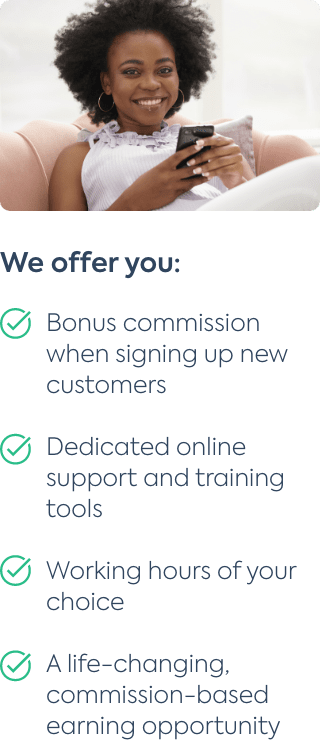 We offer you:
Bonus commission
when signing up new
customers
Dedicated online
support and training
tools
Working hours of your
choice
A life-changing,
commission-based
earning opportunity